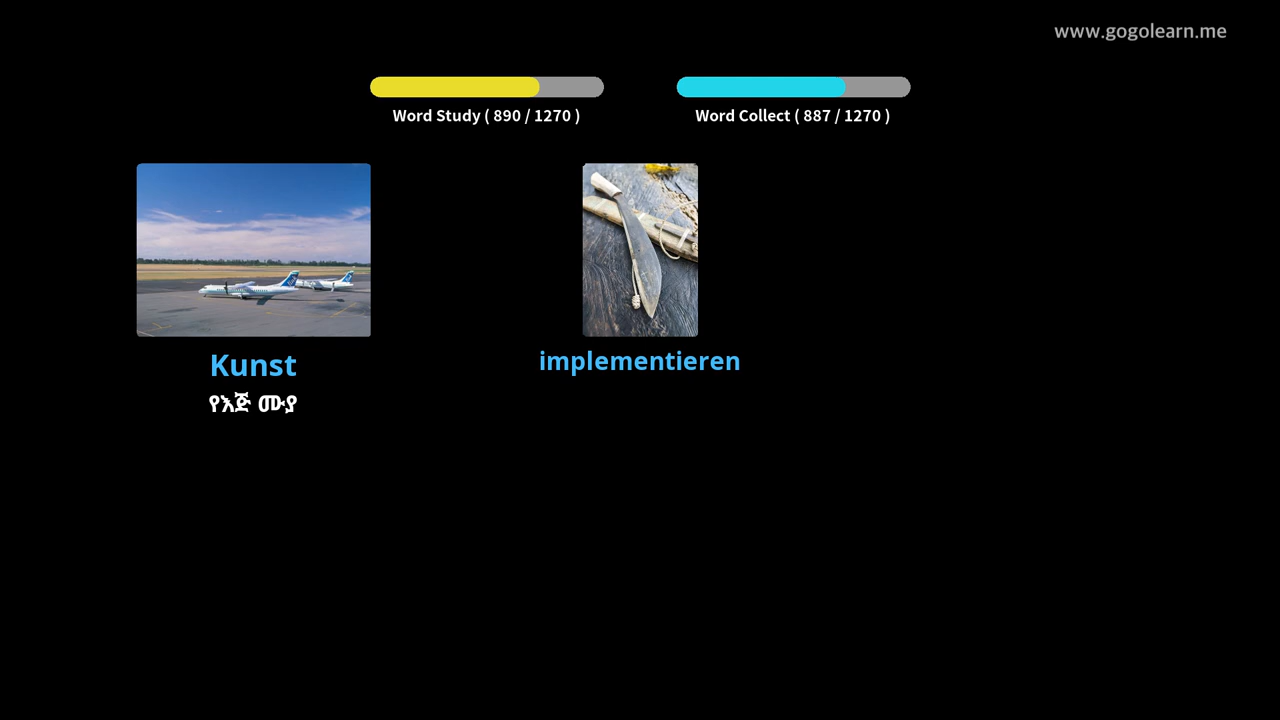 www.gogolearn.me
Word Study ( 890 / 1270 )
Word Collect ( 887 / 1270 )
Kunst
የእጅ ሙያ
implementieren